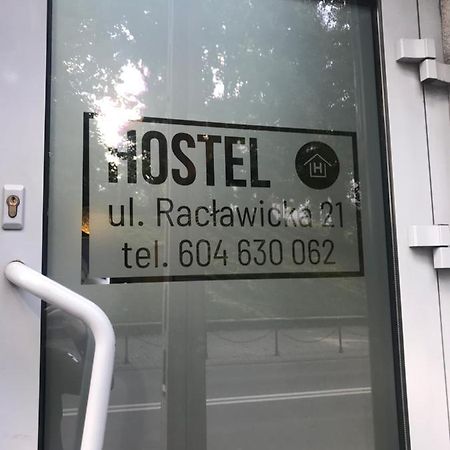 HOSTEL H
ul. Racławicka 21
tel. 604 630 062